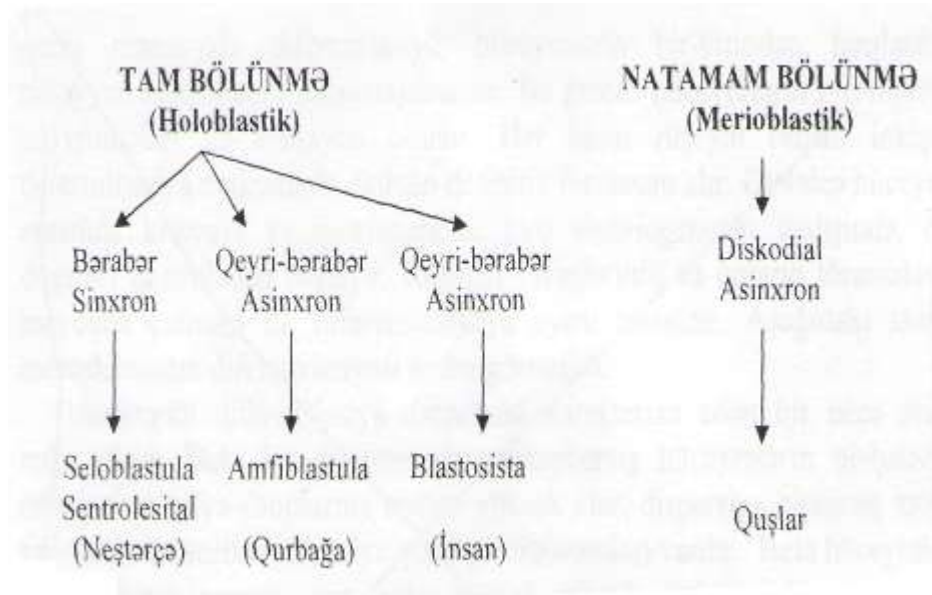 TAM BÖLÜNMƏ
(Holoblastik)
NATAMAM BÖLÜNMƏ
(Merioblastik)
Bərabər
Sinxron
Qeyri-bərabər
Asinxron
Qeyri-bərabər
Asinxron
Diskodial
Asinxron
Seloblastula
Sentrolesital
(Neştərçə)
Amfiblastula
(Qurbağa)
Blastosista
(İnsan)
Quşlar